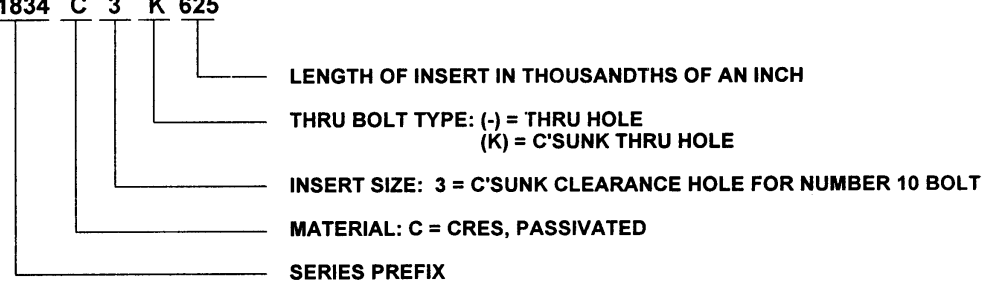 1834 C 3 K 625
LENGTH OF INSERT IN THOUSANDTHS OF AN INCH
THRU BOLT TYPE: (-) = THRU HOLE
(K) = C'SUNK THRU HOLE
INSERT SIZE: 3 = C'SUNK CLEARANCE HOLE FOR NUMBER 10 BOLT
MATERIAL: C = CRES, PASSIVATED
SERIES PREFIX